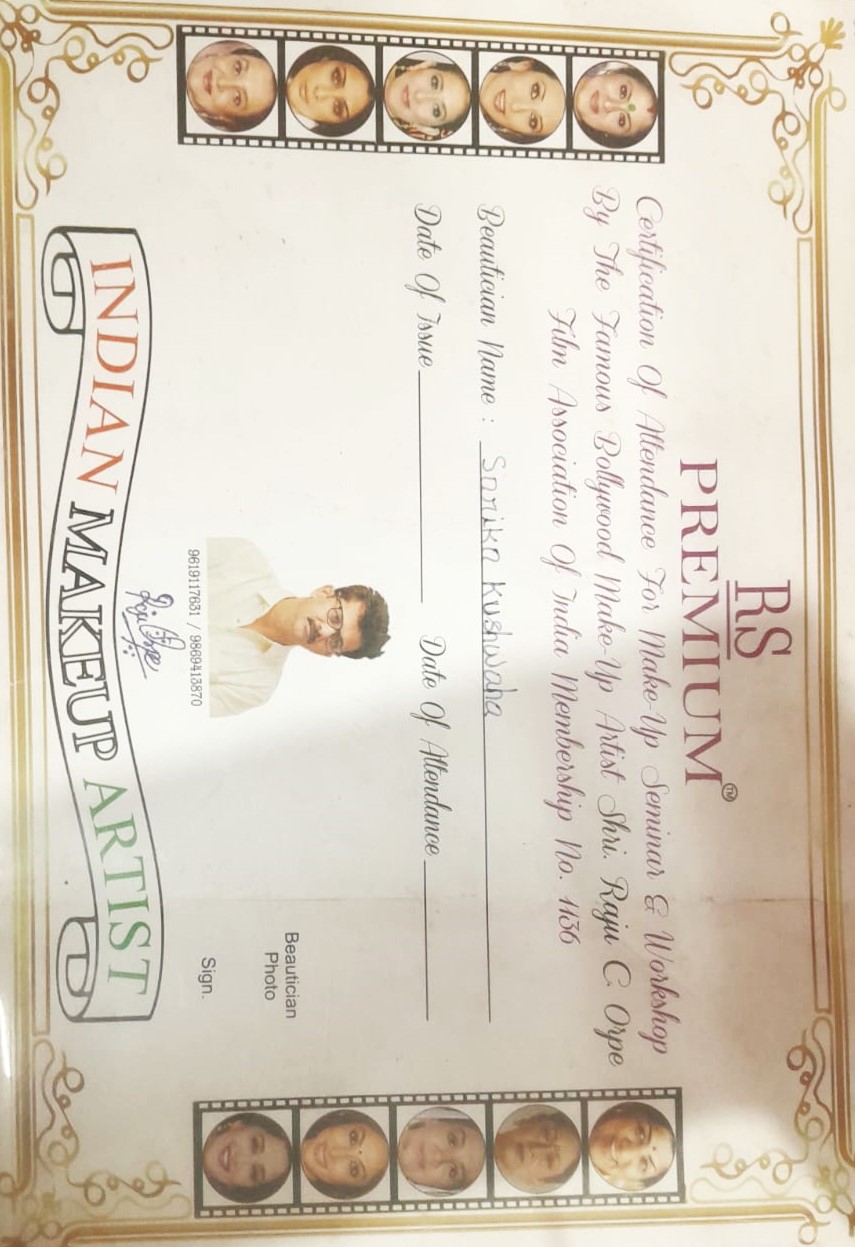 RS
PREMIUM™
Certification Of Attendance For Make-Up Seminar & Workshop
By The Famous Bollywood Make-Up Artist Shri. Raju C. Orpe
Film Association Of India Membership No. 1136
Beautician Name : Sarika Kushwaha
Date Of Issue Date Of Attendance
Beautician
Photo
Sign.
9619117631 / 9869413870
Raju Orpe
INDIAN MAKEUP ARTIST